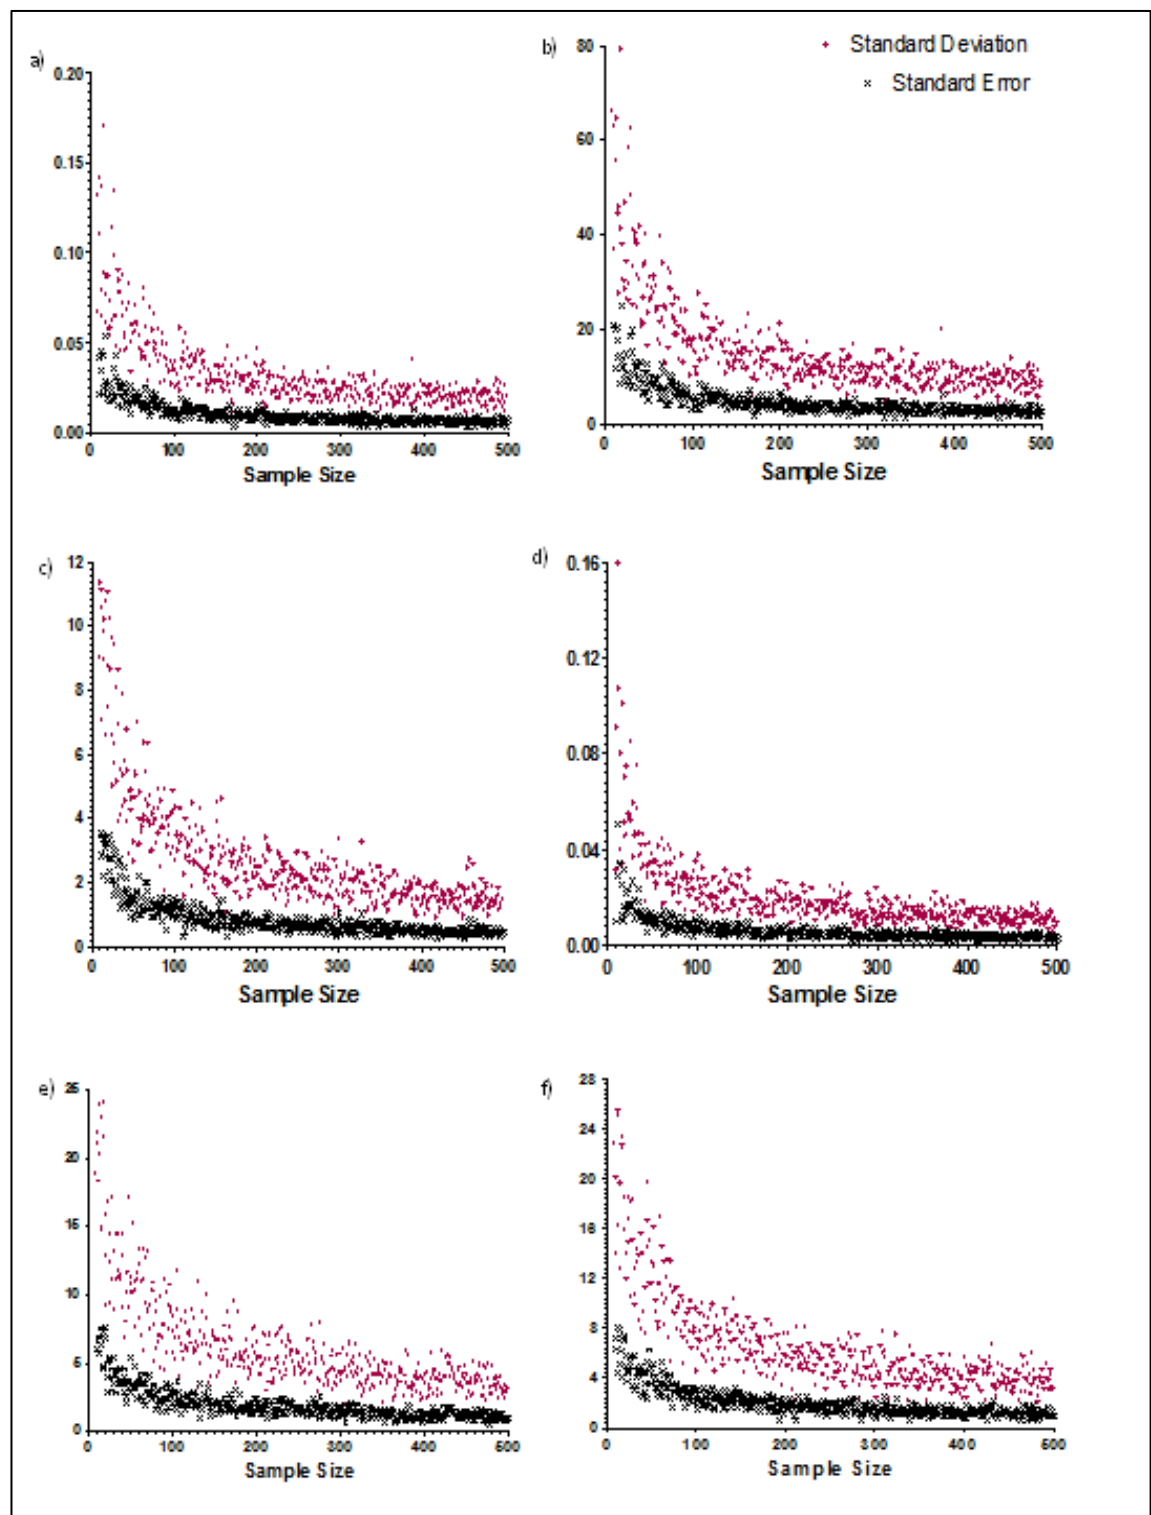 a)
0.20
0.15
0.10
0.05
0.00
0 100 200 300 400 500
Sample Size
b)
Standard Deviation
Standard Error
80
60
40
20
0
0 100 200 300 400 500
Sample Size
c)
12
10
8
6
4
2
0
0 100 200 300 400 500
Sample Size
d)
0.16
0.12
0.08
0.04
0.00
0 100 200 300 400 500
Sample Size
e)
25
20
15
10
5
0
0 100 200 300 400 500
Sample Size
f)
28
24
20
16
12
8
4
0
0 100 200 300 400 500
Sample Size